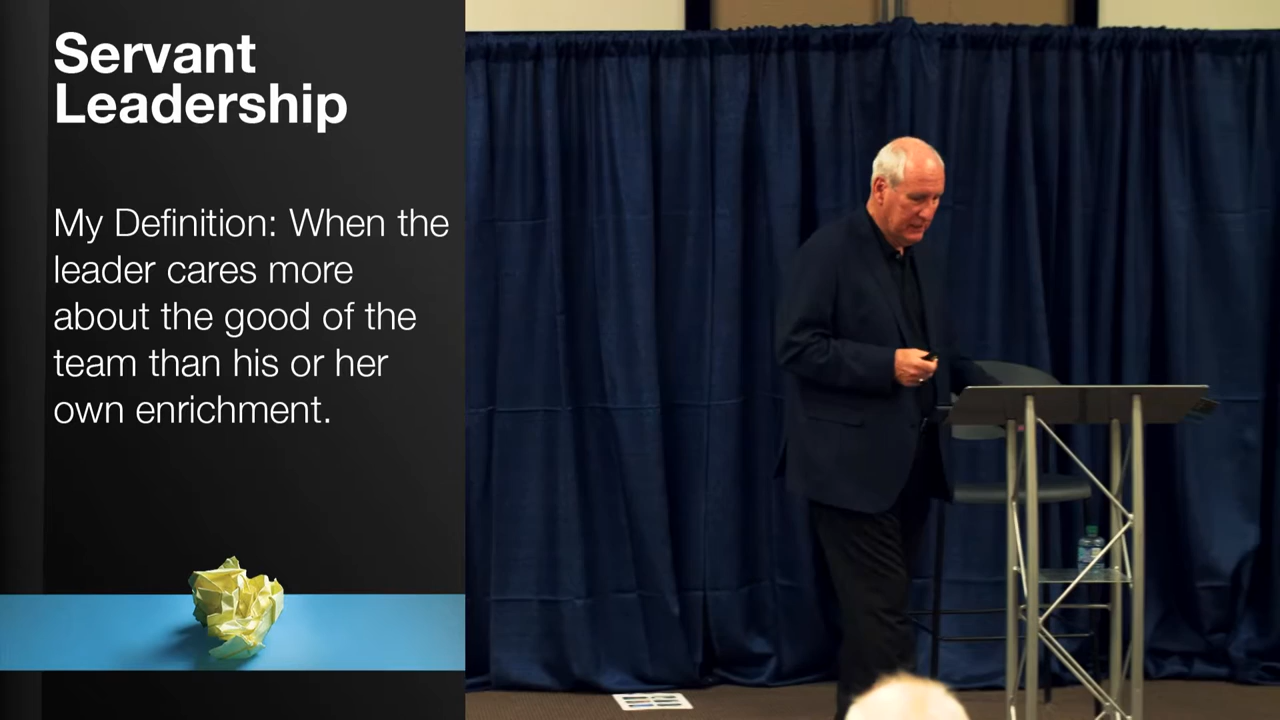 Servant
Leadership
My Definition: When the
leader cares more
about the good of the
team than his or her
own enrichment.